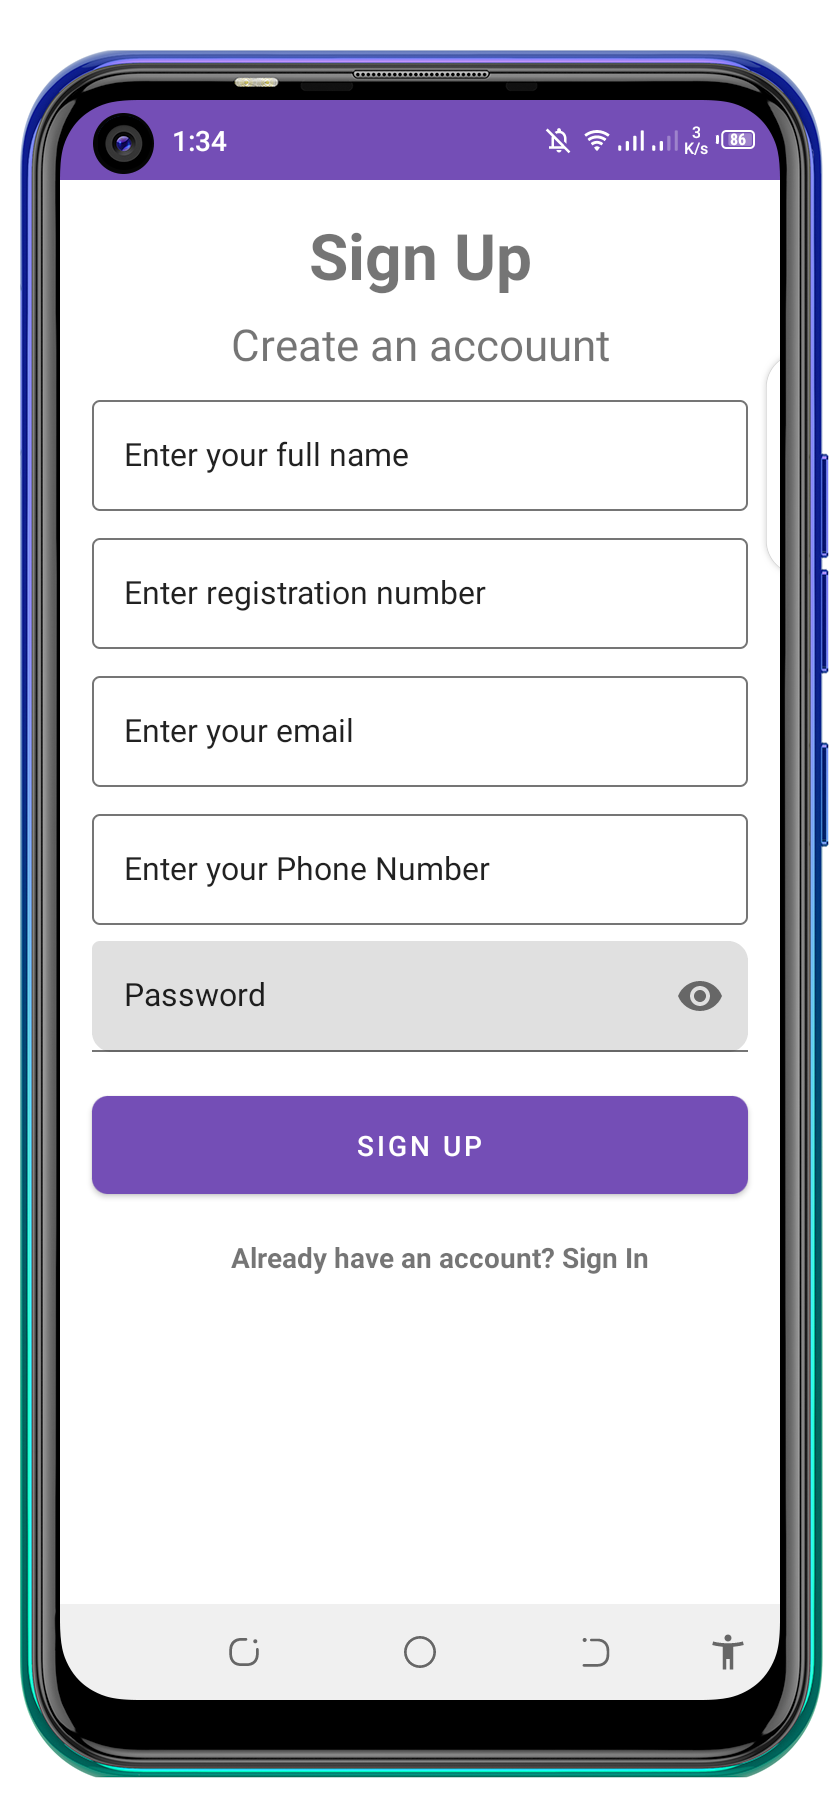 1:34 3 K/s 86
Sign Up
Create an accouunt
Enter your full name
Enter registration number
Enter your email
Enter your Phone Number
Password
SIGN UP
Already have an account? Sign In